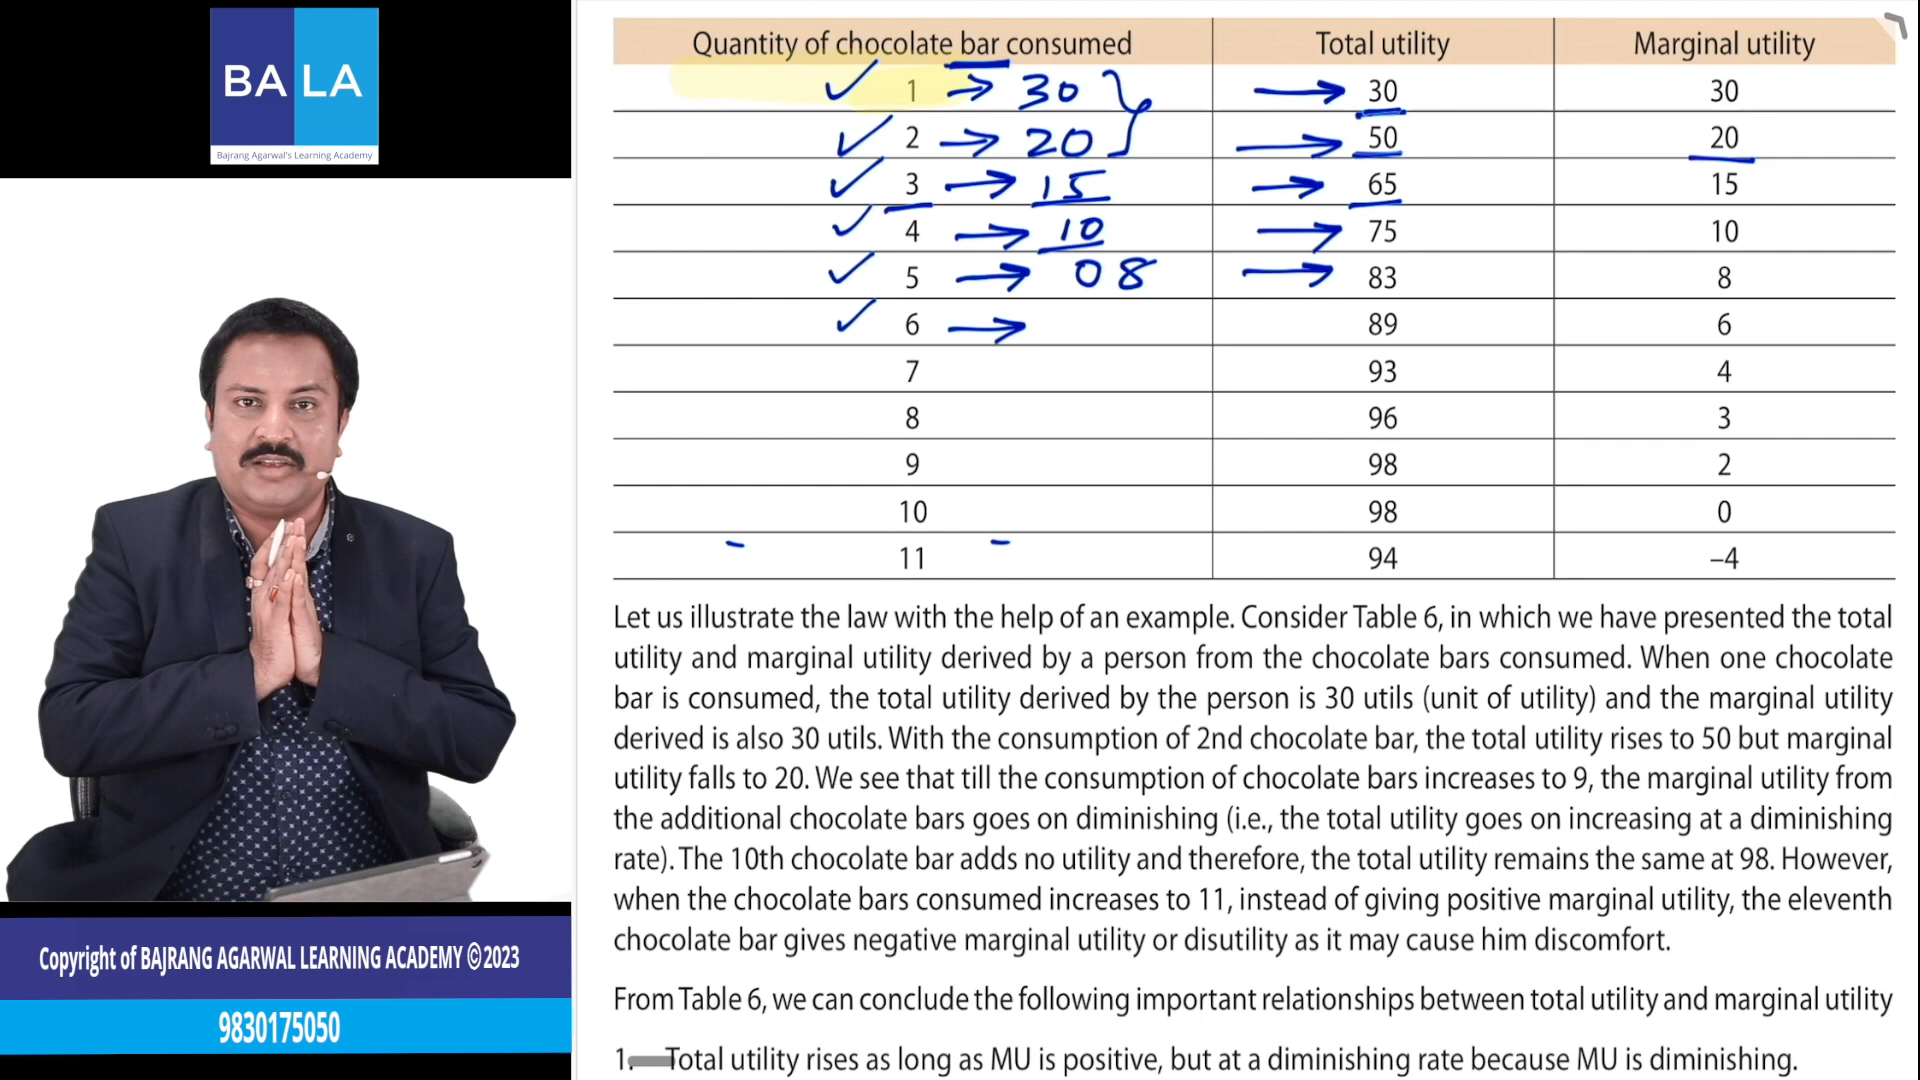 BA LA
Bajrang Agarwal's Learning Academy
Quantity of chocolate bar consumed Total utility Marginal utility
1 → 30 → 30 30
2 → 20 → 50 20
3 → 15 → 65 15
4 → 10 → 75 10
5 → 08 → 83 8
6 → 89 6
7 93 4
8 96 3
9 98 2
10 98 0
11 94 –4
Let us illustrate the law with the help of an example. Consider Table 6, in which we have presented the total
utility and marginal utility derived by a person from the chocolate bars consumed. When one chocolate
bar is consumed, the total utility derived by the person is 30 utils (unit of utility) and the marginal utility
derived is also 30 utils. With the consumption of 2nd chocolate bar, the total utility rises to 50 but marginal
utility falls to 20. We see that till the consumption of chocolate bars increases to 9, the marginal utility from
the additional chocolate bars goes on diminishing (i.e., the total utility goes on increasing at a diminishing
rate). The 10th chocolate bar adds no utility and therefore, the total utility remains the same at 98. However,
when the chocolate bars consumed increases to 11, instead of giving positive marginal utility, the eleventh
chocolate bar gives negative marginal utility or disutility as it may cause him discomfort.
From Table 6, we can conclude the following important relationships between total utility and marginal utility
1. Total utility rises as long as MU is positive, but at a diminishing rate because MU is diminishing.
Copyright of BAJRANG AGARWAL LEARNING ACADEMY ©2023
9830175050